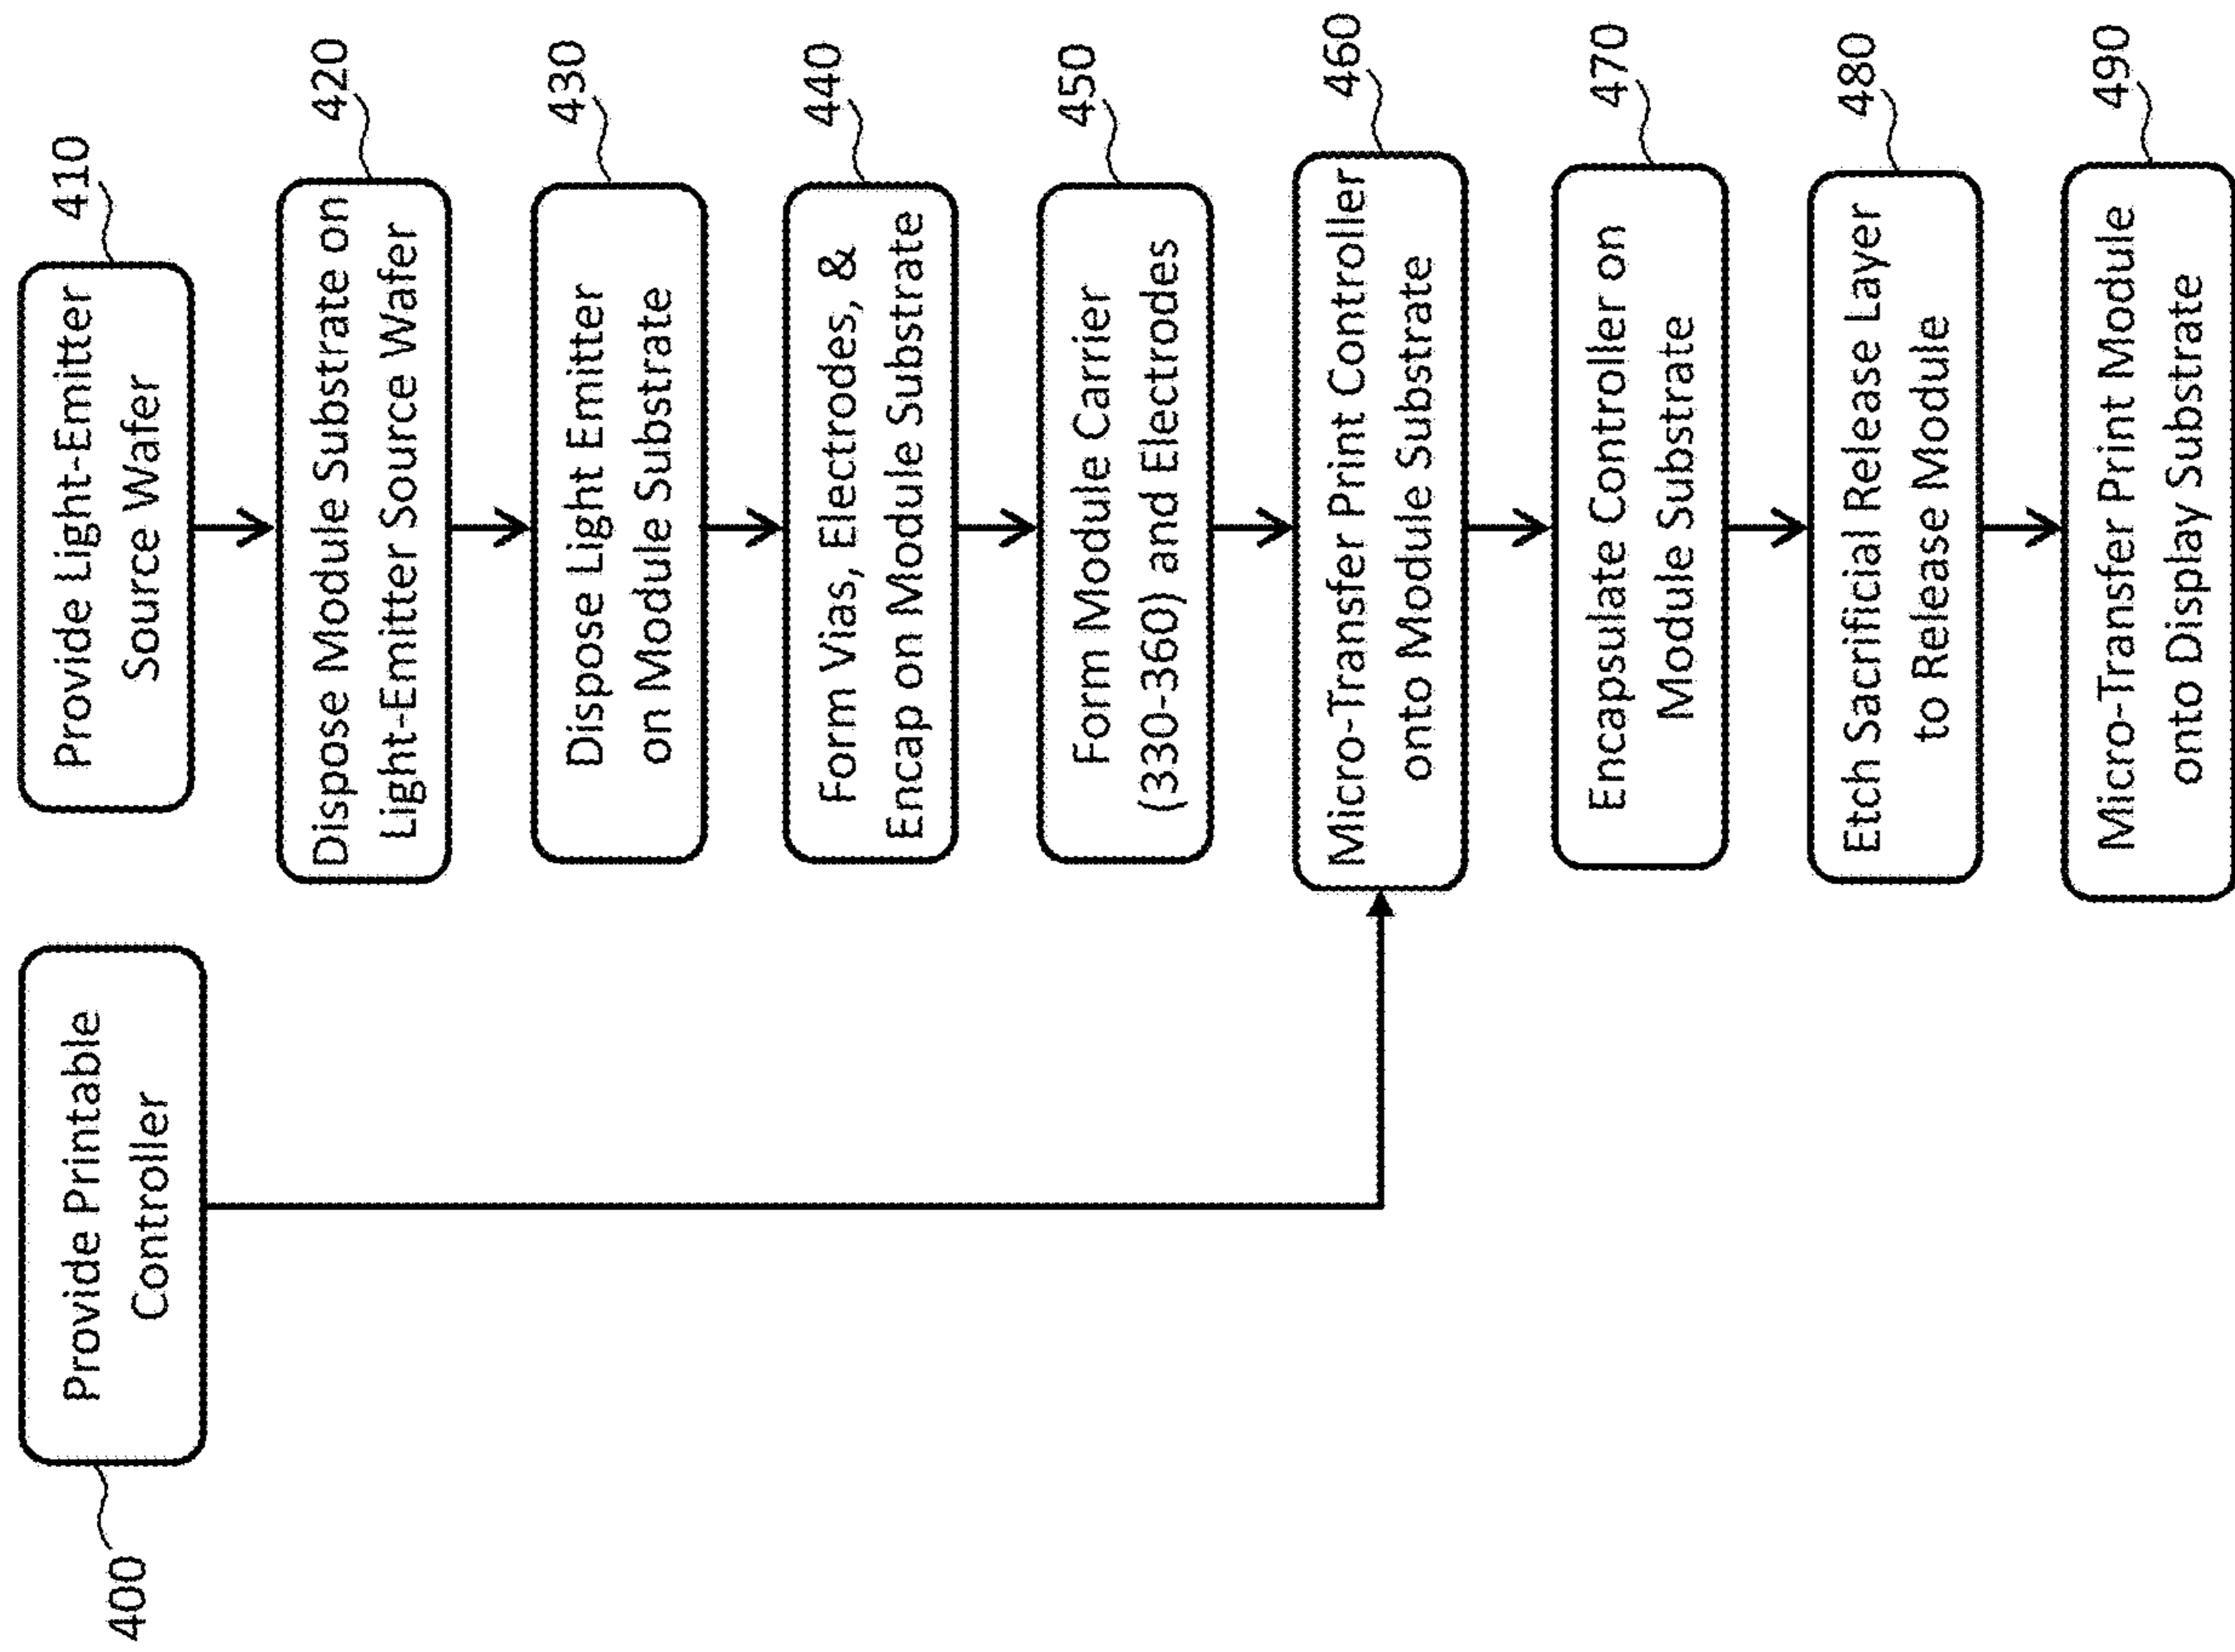 400
Provide Printable
Controller
410
Provide Light-Emitter
Source Wafer
420
Dispose Module Substrate on
Light-Emitter Source Wafer
430
Dispose Light Emitter
on Module Substrate
440
Form Vias, Electrodes, &
Encap on Module Substrate
450
Form Module Carrier
(330-360) and Electrodes
460
Micro-Transfer Print Controller
onto Module Substrate
470
Encapsulate Controller on
Module Substrate
480
Etch Sacrificial Release Layer
to Release Module
490
Micro-Transfer Print Module
onto Display Substrate